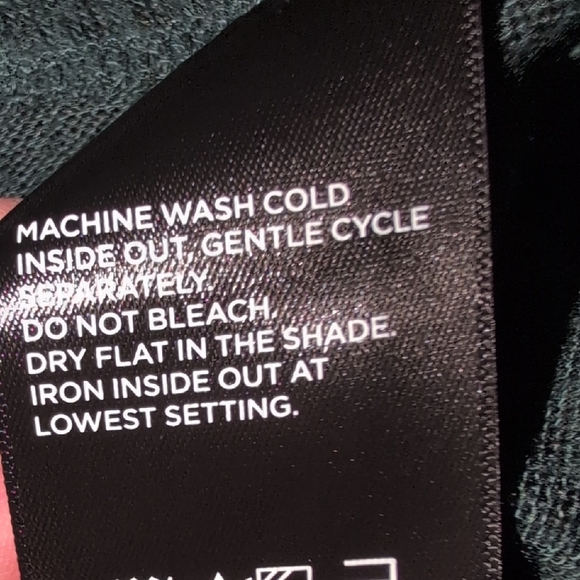 MACHINE WASH COLD
INSIDE OUT, GENTLE CYCLE
SEPARATELY.
DO NOT BLEACH.
DRY FLAT IN THE SHADE.
IRON INSIDE OUT AT
LOWEST SETTING.